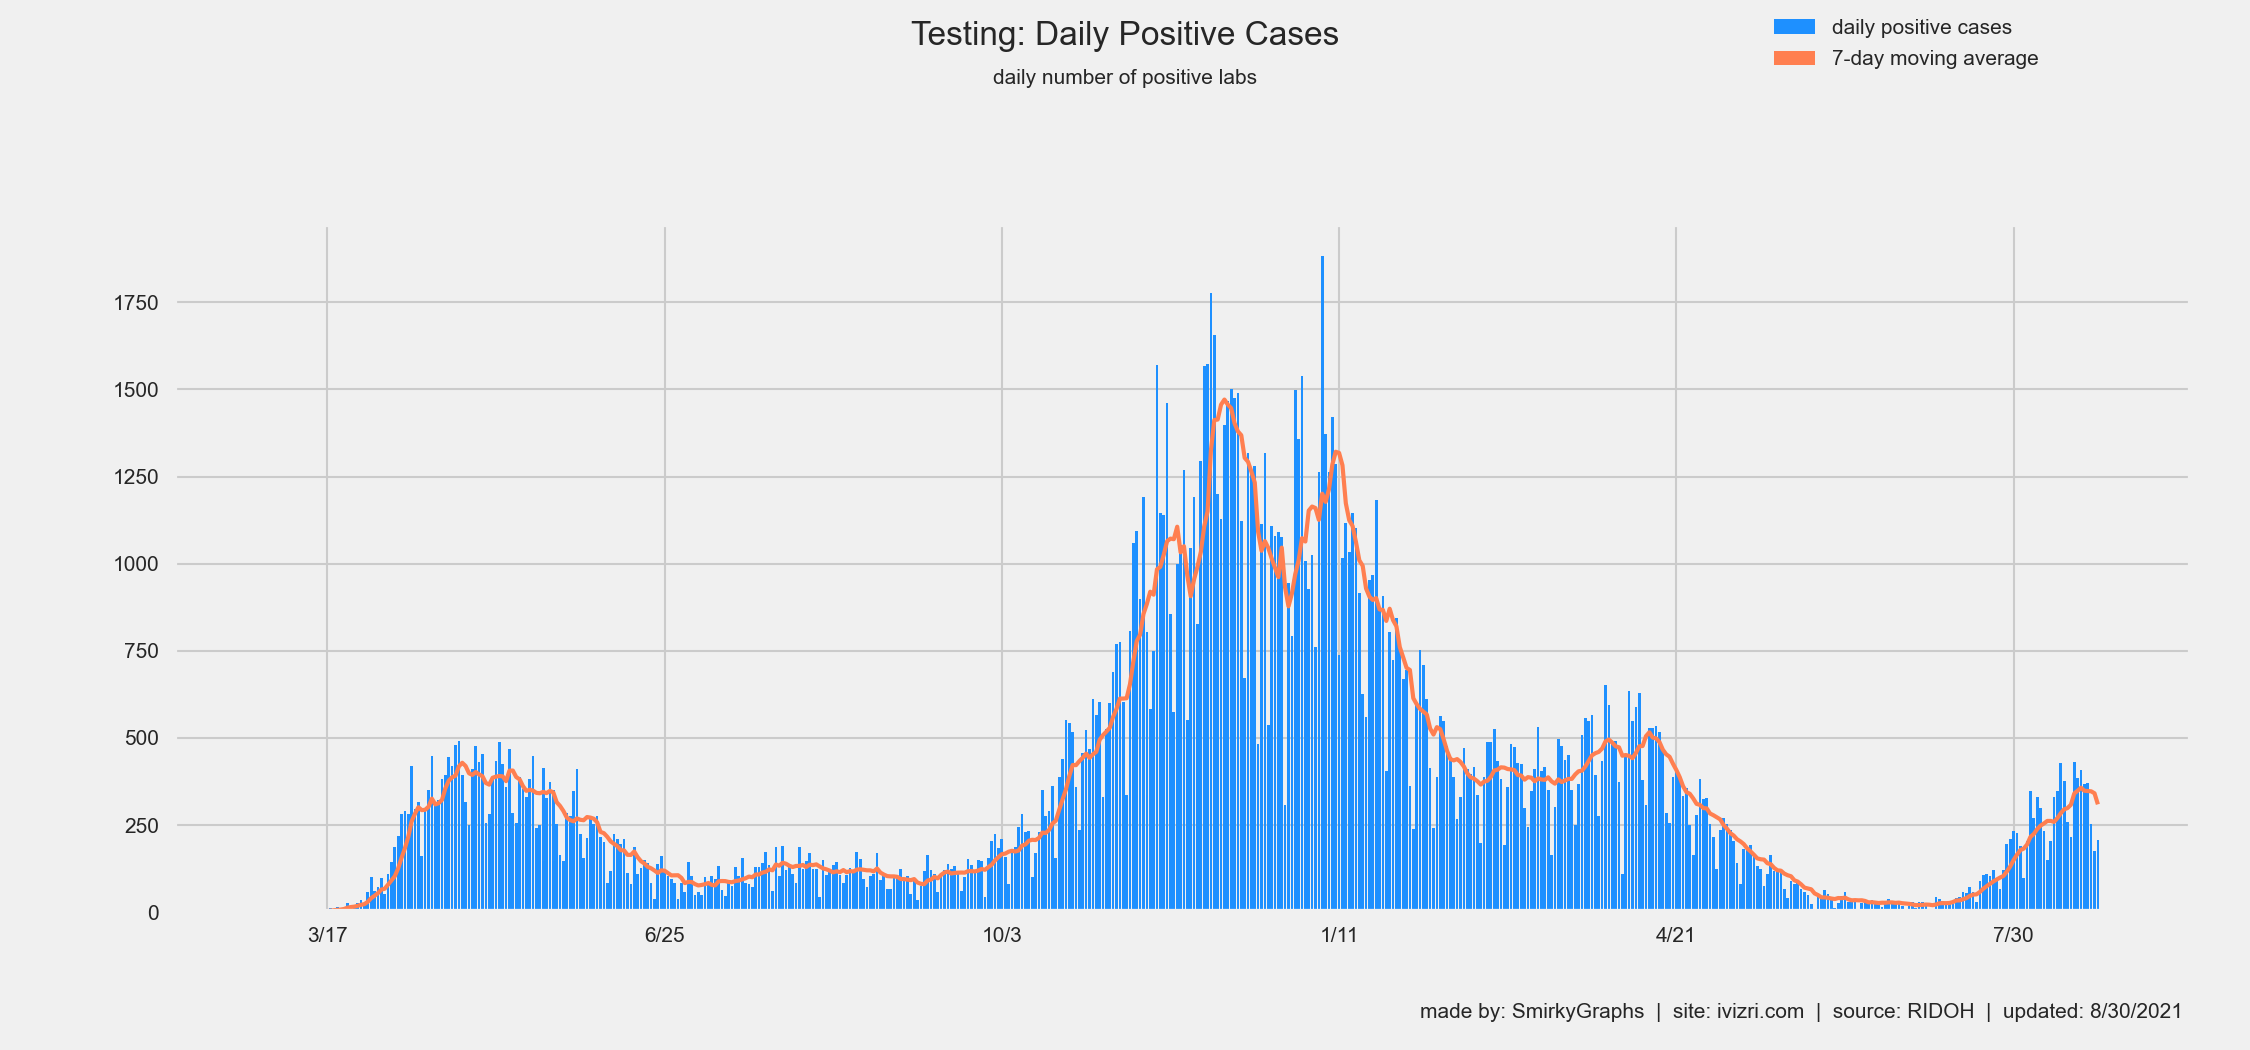 Testing: Daily Positive Cases
daily number of positive labs
daily positive cases
7-day moving average
1750
1500
1250
1000
750
500
250
0
3/17 6/25 10/3 1/11 4/21 7/30
made by: SmirkyGraphs | site: ivizri.com | source: RIDOH | updated: 8/30/2021